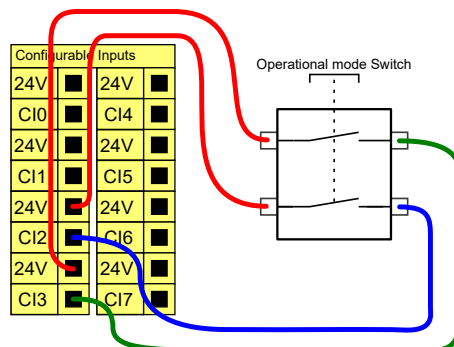 Configurable Inputs
Operational mode Switch
24V 24V
CI0 CI4
24V 24V
CI1 CI5
24V 24V
CI2 CI6
24V 24V
CI3 CI7